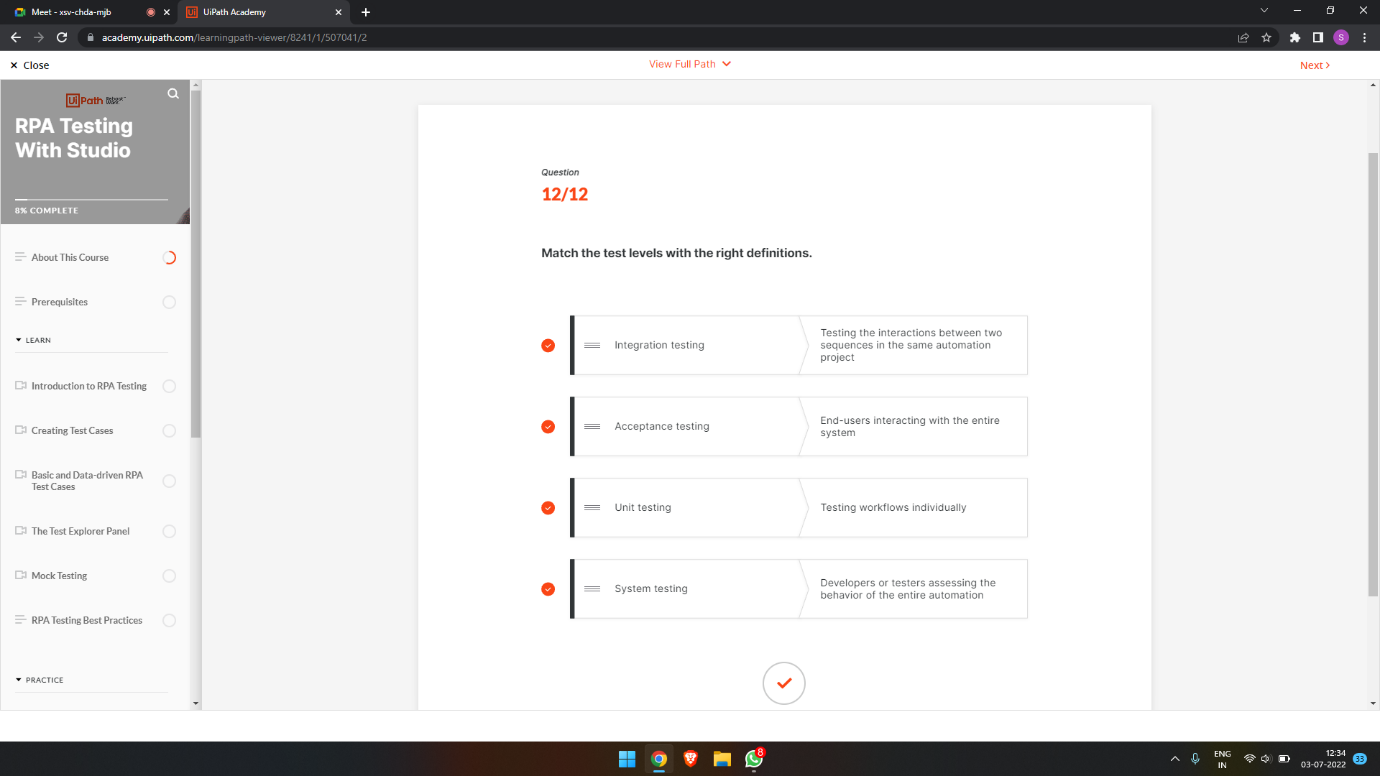 Meet - xsv-chda-mjb
UiPath Academy
academy.uipath.com/learningpath-viewer/8241/1/507041/2
S
Close
View Full Path
Next
UiPath
RPA Testing
With Studio
8% COMPLETE
About This Course
Prerequisites
LEARN
Introduction to RPA Testing
Creating Test Cases
Basic and Data-driven RPA
Test Cases
The Test Explorer Panel
Mock Testing
RPA Testing Best Practices
PRACTICE
Question
12/12
Match the test levels with the right definitions.
Integration testing
Testing the interactions between two
sequences in the same automation
project
Acceptance testing
End-users interacting with the entire
system
Unit testing
Testing workflows individually
System testing
Developers or testers assessing the
behavior of the entire automation
8
ENG
IN
12:34
03-07-2022
33